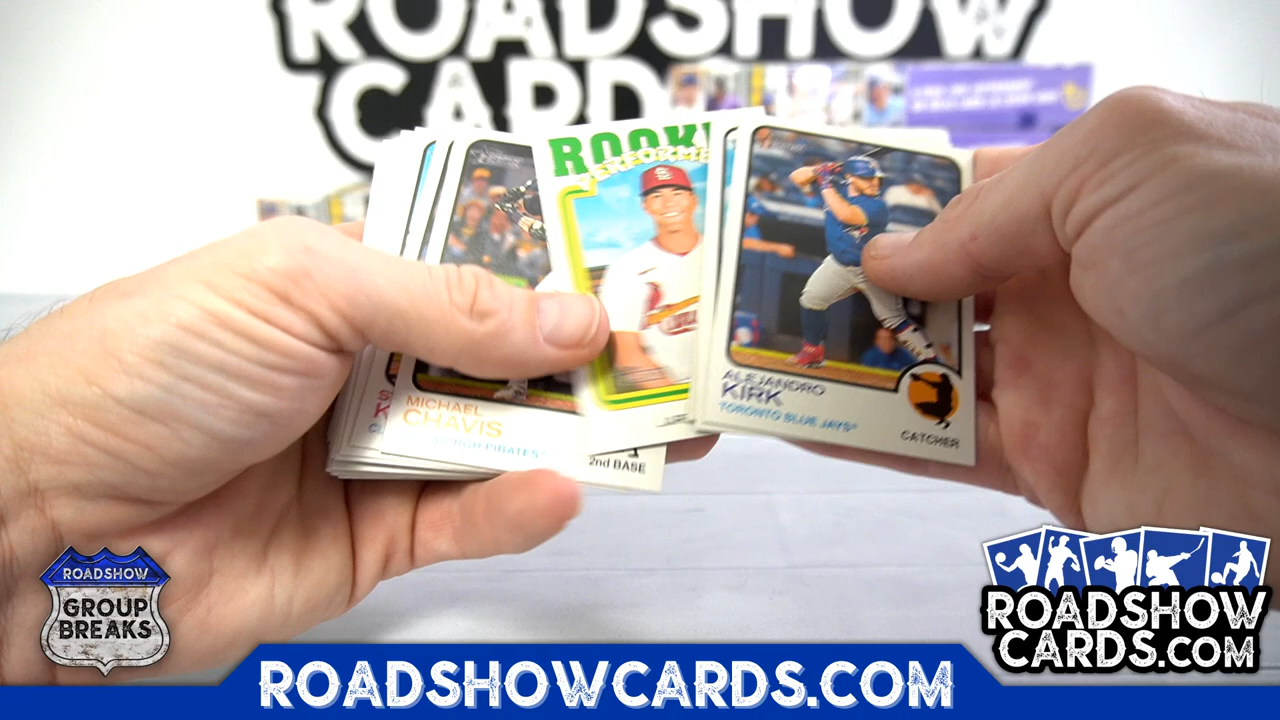 ROADSHOW
CARD
ROOKI
PERFORME
ALEJANDRO
KIRK
TORONTO BLUE JAYS®
CATCHER
MICHAEL
CHAVIS
2nd BASE
ROADSHOW
GROUP
BREAKS
ROADSHOW
CARDS.COM
ROADSHOWCARDS.COM